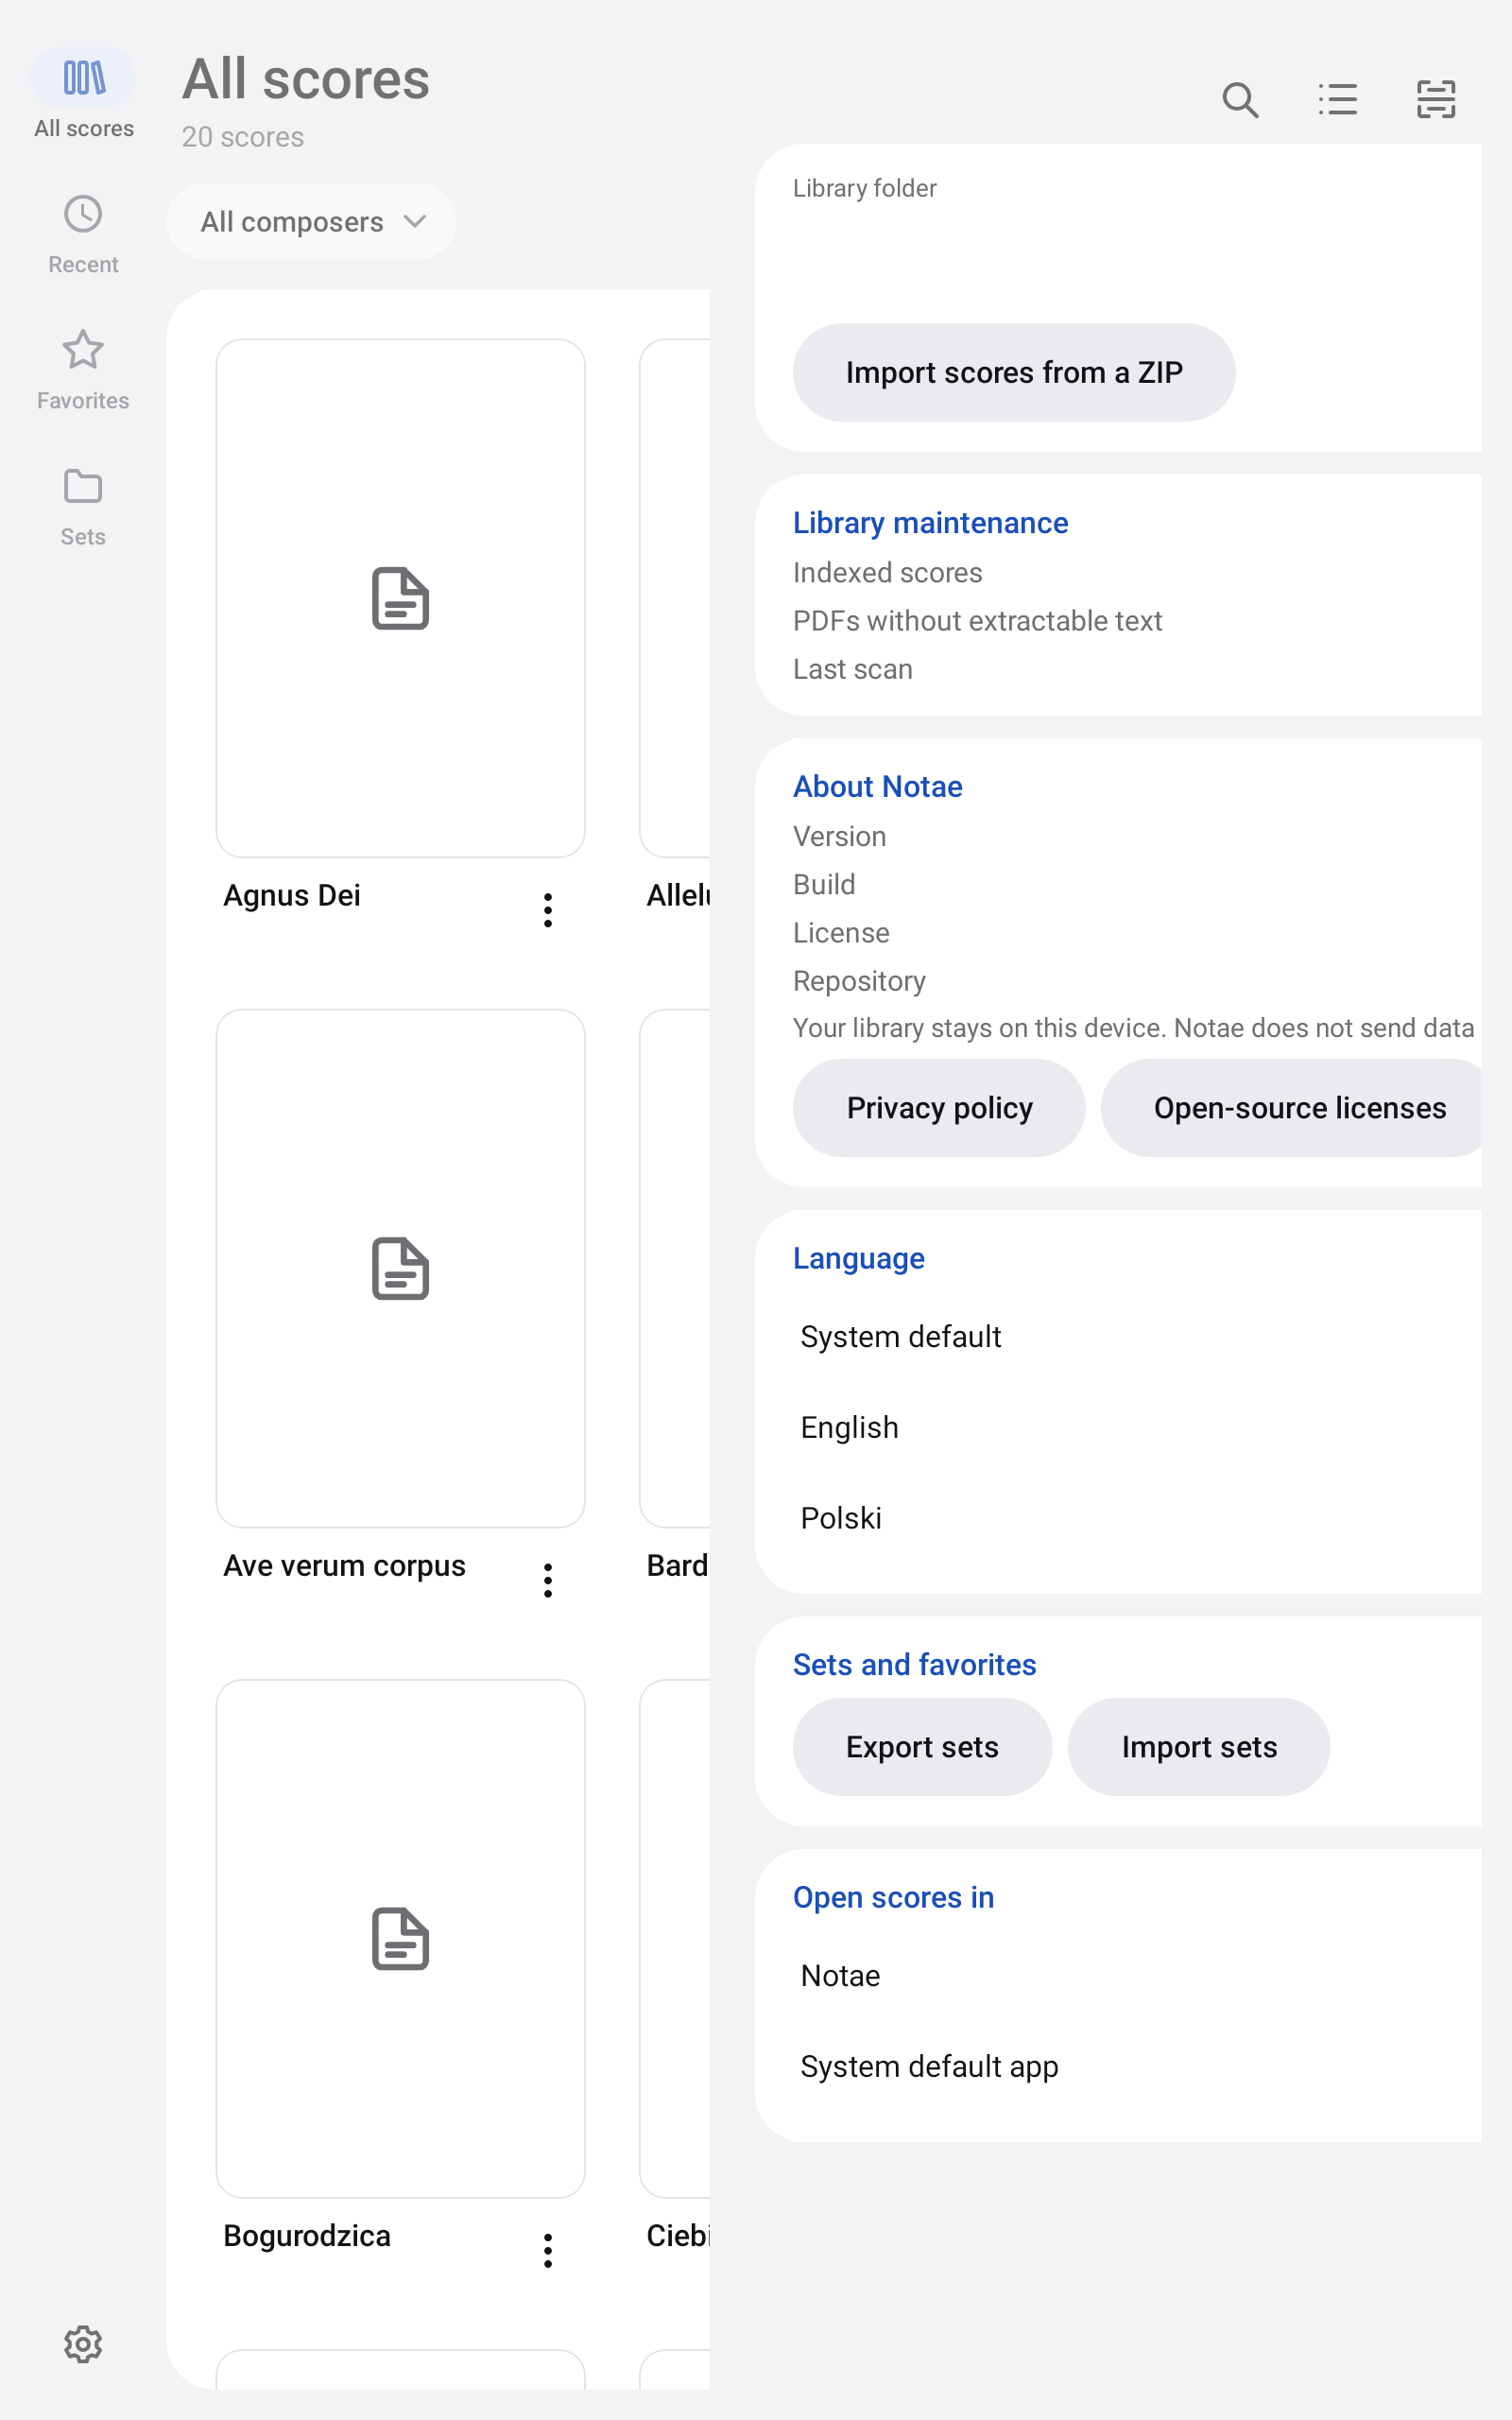 All scores
All scores
20 scores
Recent
All composers
Favorites
Sets
Agnus Dei
Allelu
Ave verum corpus
Bard
Bogurodzica
Ciebi
Library folder
Import scores from a ZIP
Library maintenance
Indexed scores
PDFs without extractable text
Last scan
About Notae
Version
Build
License
Repository
Your library stays on this device. Notae does not send data
Privacy policy
Open-source licenses
Language
System default
English
Polski
Sets and favorites
Export sets
Import sets
Open scores in
Notae
System default app